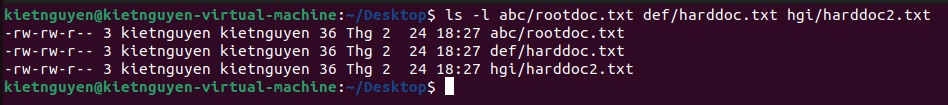 kietnguyen@kietnguyen-virtual-machine:~/Desktop$ ls -l abc/rootdoc.txt def/harddoc.txt hgi/harddoc2.txt
-rw-rw-r-- 3 kietnguyen kietnguyen 36 Thg 2  24 18:27 abc/rootdoc.txt
-rw-rw-r-- 3 kietnguyen kietnguyen 36 Thg 2  24 18:27 def/harddoc.txt
-rw-rw-r-- 3 kietnguyen kietnguyen 36 Thg 2  24 18:27 hgi/harddoc2.txt
kietnguyen@kietnguyen-virtual-machine:~/Desktop$